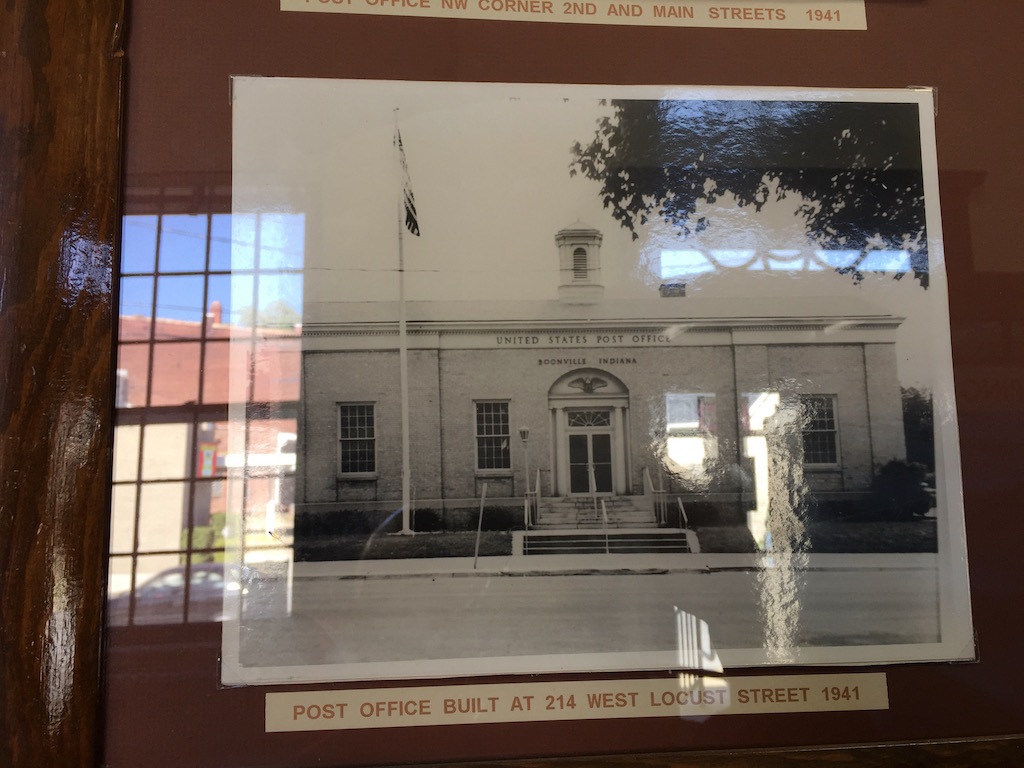 POST OFFICE NW CORNER 2ND AND MAIN STREETS 1941
UNITED STATES POST OFFICE
BOONVILLE INDIANA
POST OFFICE BUILT AT 214 WEST LOCUST STREET 1941